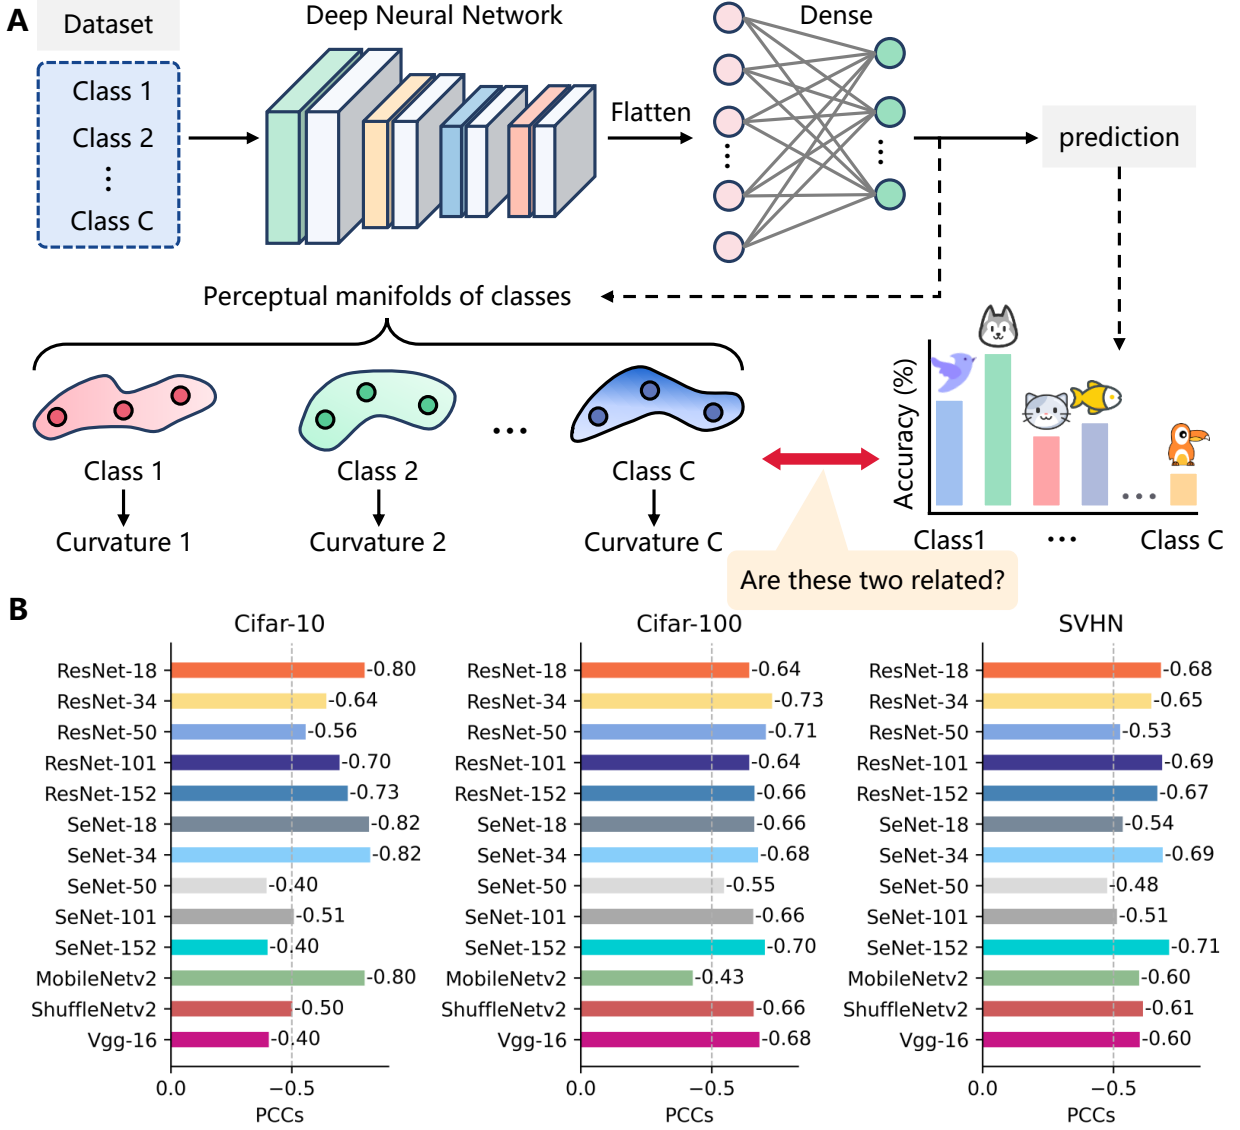 A
Dataset
Deep Neural Network
Dense
Class 1
Class 2
⋮
Class C
Flatten
⋮
⋮
prediction
Perceptual manifolds of classes
...
Class 1
Class 2
Class C
Curvature 1
Curvature 2
Curvature C
Accuracy (%)
...
Class1
...
Class C
Are these two related?
B
Cifar-10
ResNet-18 -0.80
ResNet-34 -0.64
ResNet-50 -0.56
ResNet-101 -0.70
ResNet-152 -0.73
SeNet-18 -0.82
SeNet-34 -0.82
SeNet-50 -0.40
SeNet-101 -0.51
SeNet-152 -0.40
MobileNetv2 -0.80
ShuffleNetv2 -0.50
Vgg-16 -0.40
0.0 −0.5
PCCs
Cifar-100
ResNet-18 -0.64
ResNet-34 -0.73
ResNet-50 -0.71
ResNet-101 -0.64
ResNet-152 -0.66
SeNet-18 -0.66
SeNet-34 -0.68
SeNet-50 -0.55
SeNet-101 -0.66
SeNet-152 -0.70
MobileNetv2 -0.43
ShuffleNetv2 -0.66
Vgg-16 -0.68
0.0 −0.5
PCCs
SVHN
ResNet-18 -0.68
ResNet-34 -0.65
ResNet-50 -0.53
ResNet-101 -0.69
ResNet-152 -0.67
SeNet-18 -0.54
SeNet-34 -0.69
SeNet-50 -0.48
SeNet-101 -0.51
SeNet-152 -0.71
MobileNetv2 -0.60
ShuffleNetv2 -0.61
Vgg-16 -0.60
0.0 −0.5
PCCs